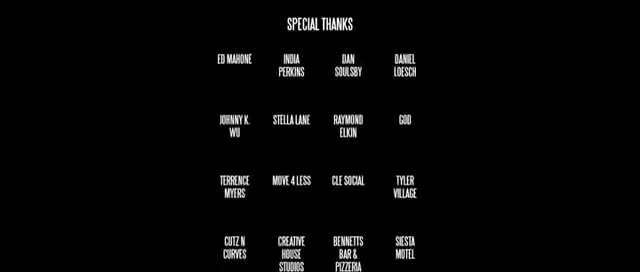 SPECIAL THANKS
ED MAHONE
INDIA
PERKINS
DAN
SOULSBY
DANIEL
LOESCH
JOHNNY K.
WU
STELLA LANE
RAYMOND
ELKIN
GOD
TERRENCE
MYERS
MOVE 4 LESS
CLE SOCIAL
TYLER
VILLAGE
CUTZ N
CURVES
CREATIVE
HOUSE
STUDIOS
BENNETTS
BAR &
PIZZERIA
SIESTA
MOTEL